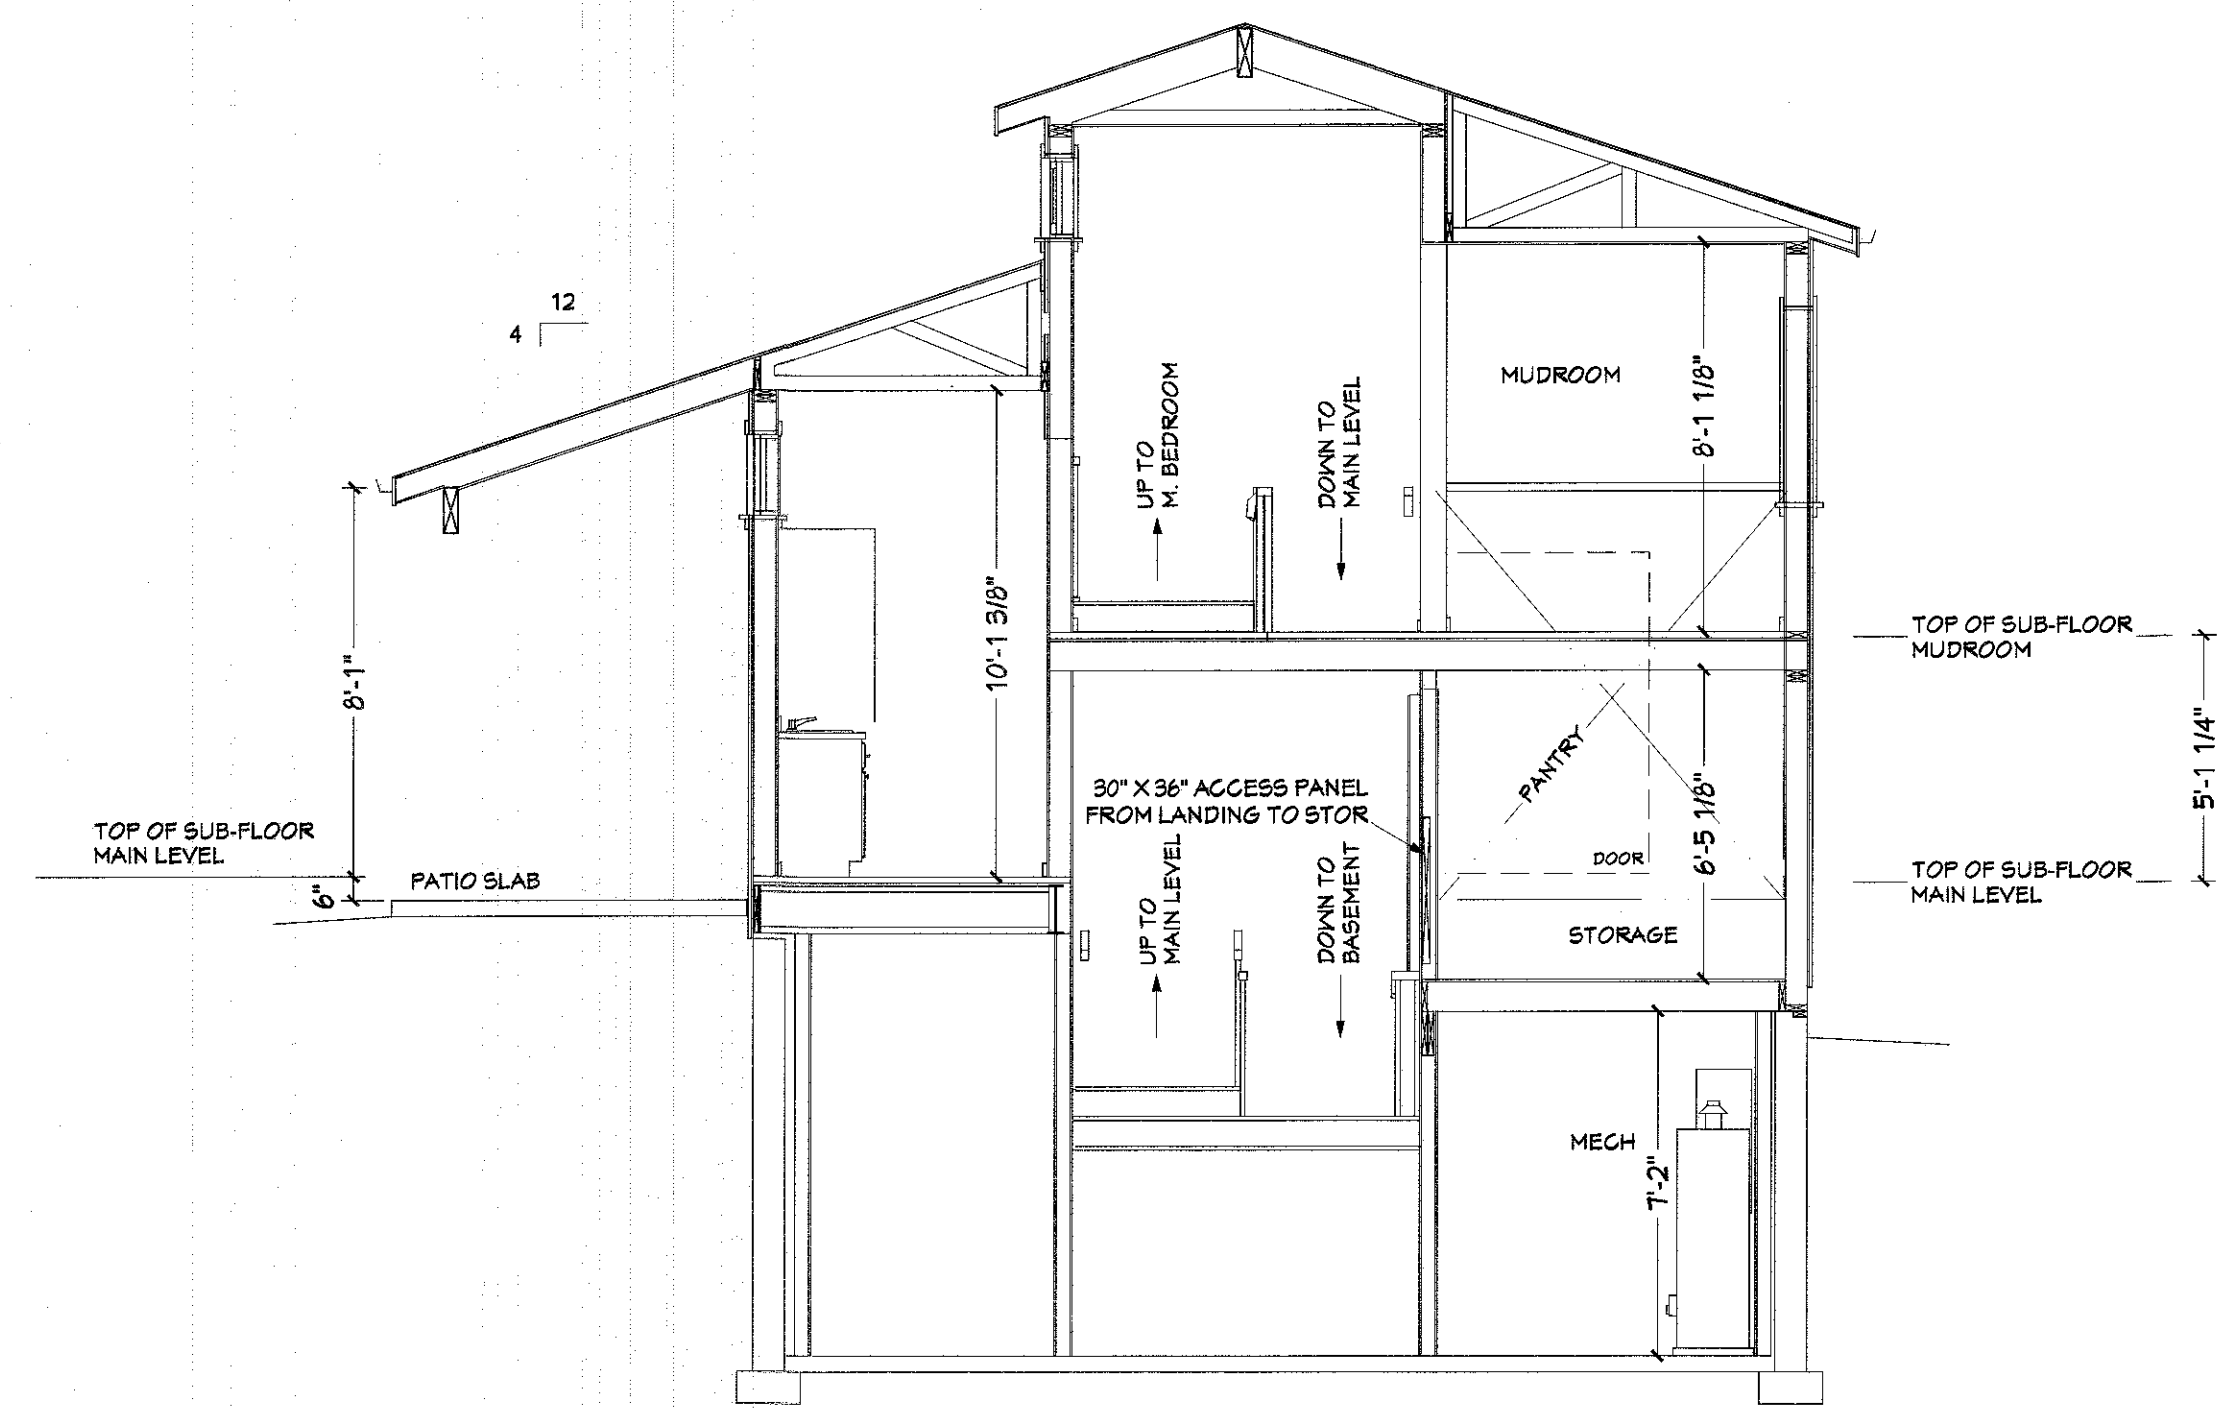 12
4
MUDROOM
8'-1 1/8"
UP TO
M. BEDROOM
DOWN TO
MAIN LEVEL
10'-1 3/8"
8'-1"
TOP OF SUB-FLOOR
MUDROOM
5'-1 1/4"
PANTRY
30" X 36" ACCESS PANEL
FROM LANDING TO STOR
6'-5 1/8"
DOOR
TOP OF SUB-FLOOR
MAIN LEVEL
6"
PATIO SLAB
UP TO
MAIN LEVEL
DOWN TO
BASEMENT
TOP OF SUB-FLOOR
MAIN LEVEL
STORAGE
MECH
7'-2"